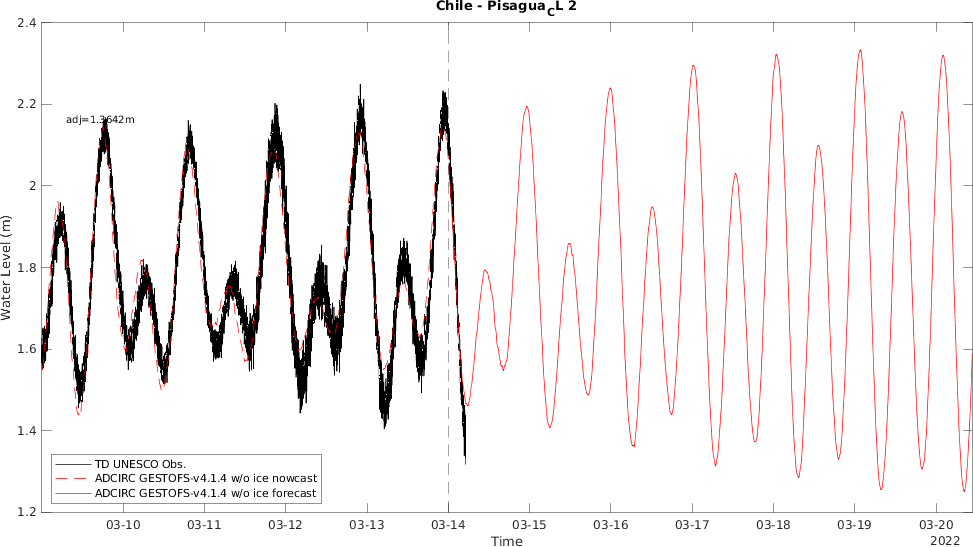 Chile - Pisagua_CL 2
2.4
2.2
2
1.8
1.6
1.4
1.2
Water Level (m)
adj=1.3642m
TD UNESCO Obs.
ADCIRC GESTOFS-v4.1.4 w/o ice nowcast
ADCIRC GESTOFS-v4.1.4 w/o ice forecast
03-10 03-11 03-12 03-13 03-14 03-15 03-16 03-17 03-18 03-19 03-20
Time 2022